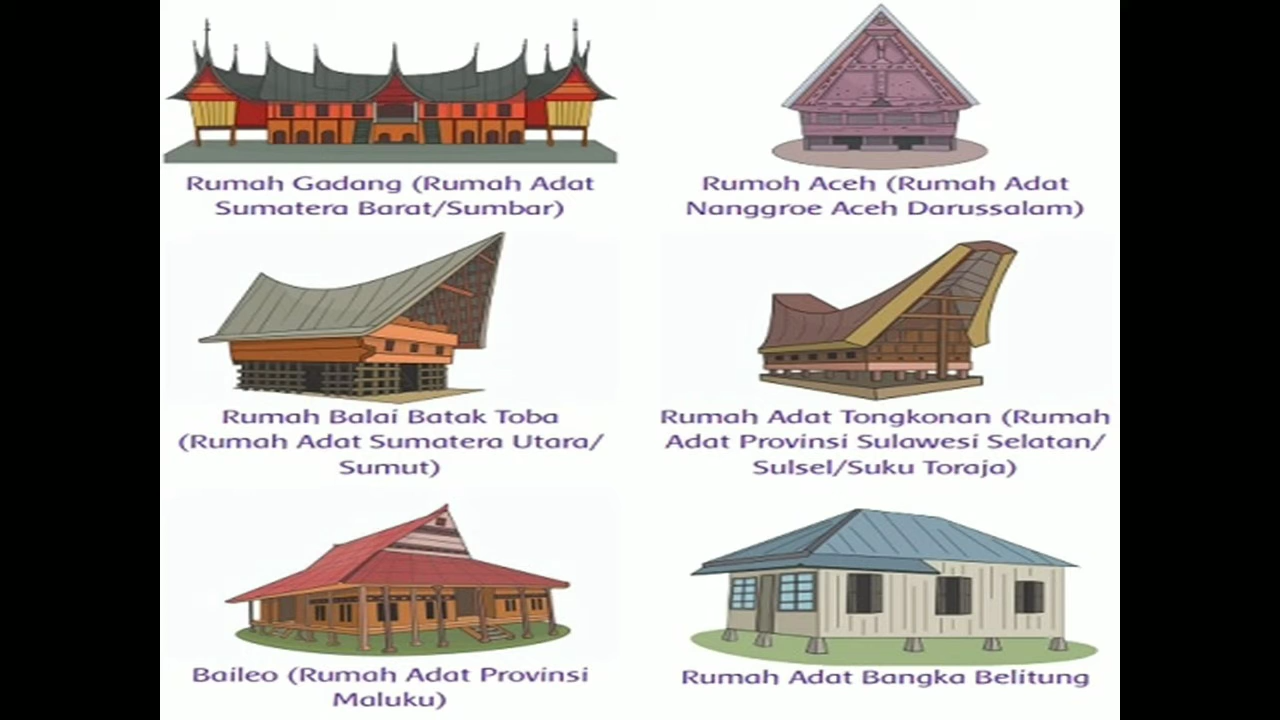 Rumah Gadang (Rumah Adat
Sumatera Barat/Sumbar)
Rumoh Aceh (Rumah Adat
Nanggroe Aceh Darussalam)
Rumah Balai Batak Toba
(Rumah Adat Sumatera Utara/
Sumut)
Rumah Adat Tongkonan (Rumah
Adat Provinsi Sulawesi Selatan/
Sulsel/Suku Toraja)
Baileo (Rumah Adat Provinsi
Maluku)
Rumah Adat Bangka Belitung